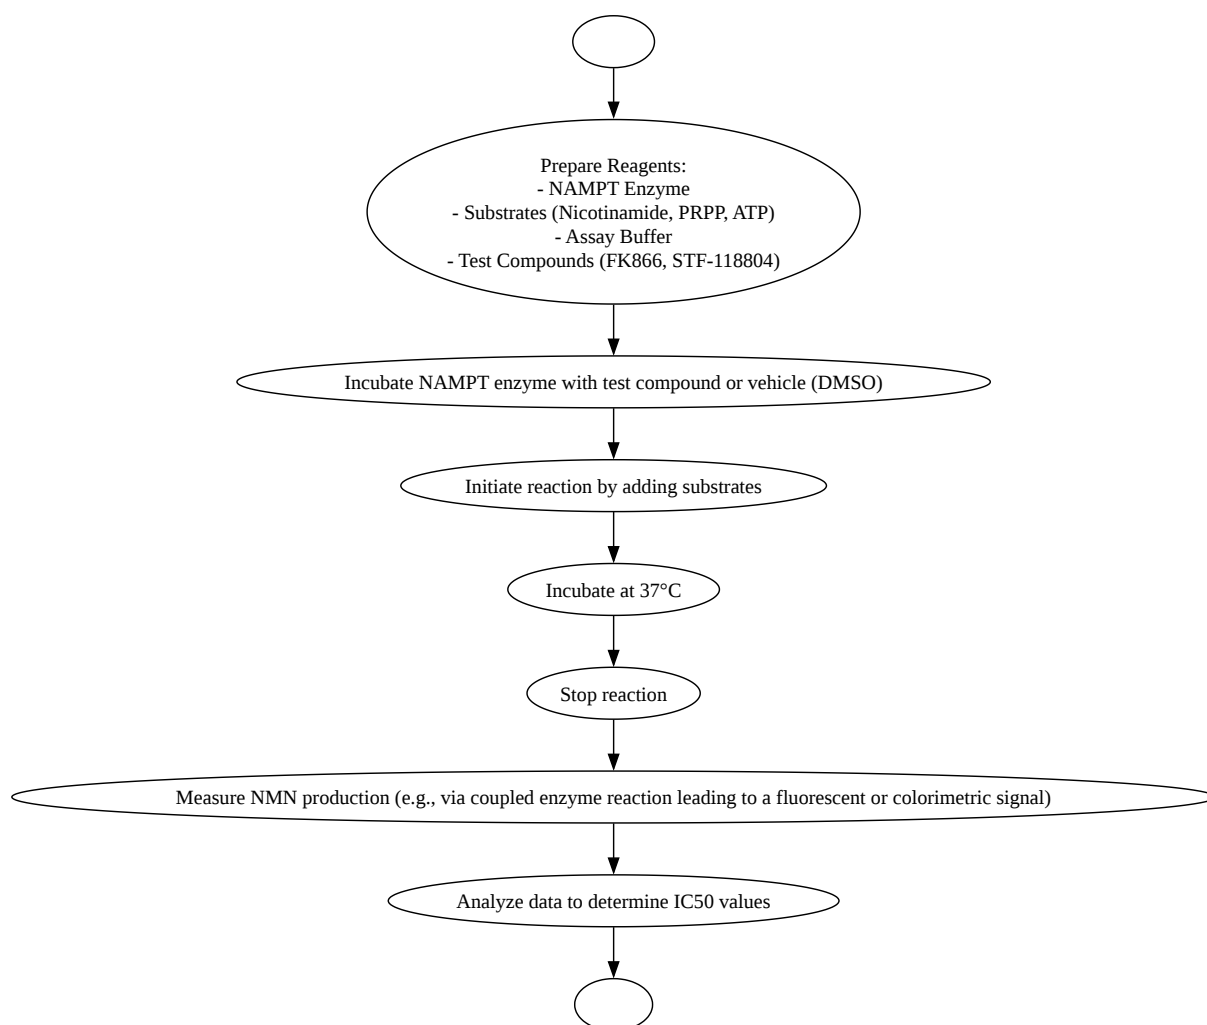 Prepare Reagents:
- NAMPT Enzyme
- Substrates (Nicotinamide, PRPP, ATP)
- Assay Buffer
- Test Compounds (FK866, STF-118804)
Incubate NAMPT enzyme with test compound or vehicle (DMSO)
Initiate reaction by adding substrates
Incubate at 37°C
Stop reaction
Measure NMN production (e.g., via coupled enzyme reaction leading to a fluorescent or colorimetric signal)
Analyze data to determine IC50 values